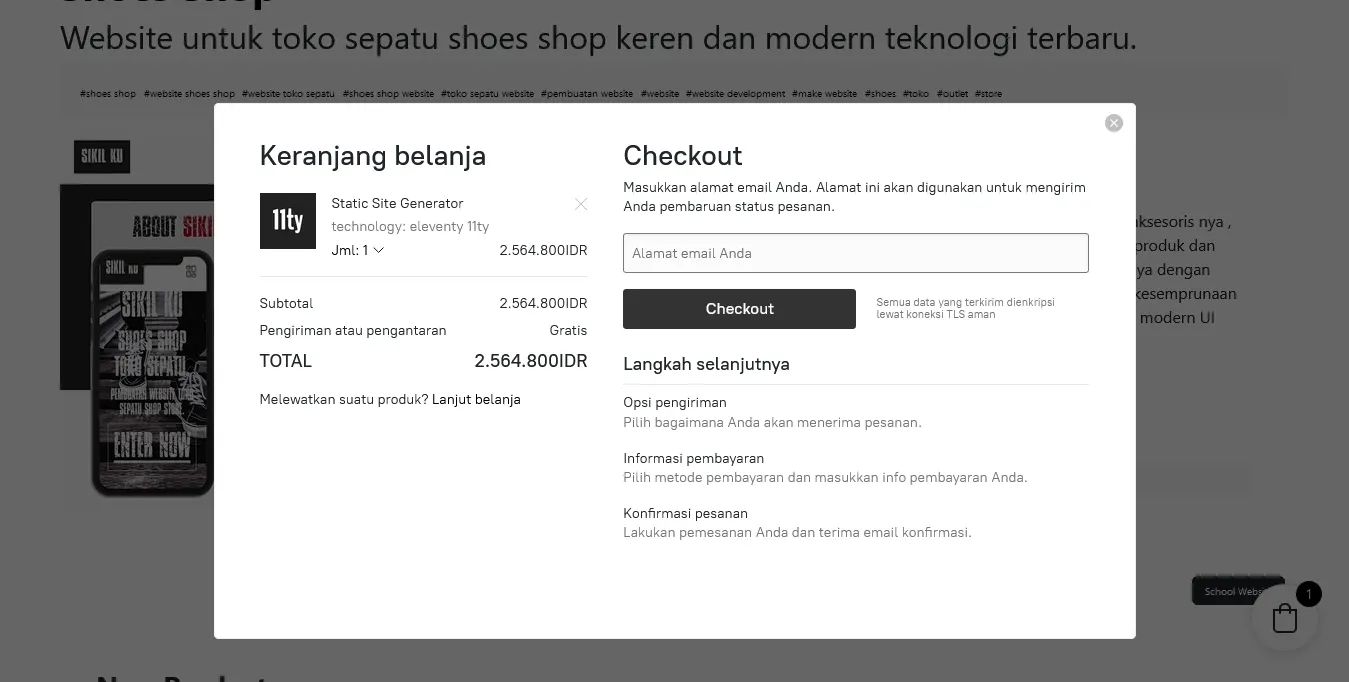 Website untuk toko sepatu shoes shop keren dan modern teknologi terbaru.
#shoes shop #website shoes shop #website toko sepatu #shoes shop website #toko sepatu website #pembuatan website #website #website development #make website #shoes #toko #outlet #store
SIKIL KU
ABOUT SIKI
SIKIL KU
SIKIL KU
SHOES SHOP
TOKO SEPATU
PEMBUATAN WEBSITE TOKO
SEPATU SHOP STORE
ENTER NOW
Keranjang belanja
11ty
Static Site Generator
technology: eleventy 11ty
Jml: 1
2.564.800IDR
Subtotal 2.564.800IDR
Pengiriman atau pengantaran Gratis
TOTAL 2.564.800IDR
Melewatkan suatu produk? Lanjut belanja
Checkout
Masukkan alamat email Anda. Alamat ini akan digunakan untuk mengirim
Anda pembaruan status pesanan.
Alamat email Anda
Checkout
Semua data yang terkirim dienkripsi
lewat koneksi TLS aman
Langkah selanjutnya
Opsi pengiriman
Pilih bagaimana Anda akan menerima pesanan.
Informasi pembayaran
Pilih metode pembayaran dan masukkan info pembayaran Anda.
Konfirmasi pesanan
Lakukan pemesanan Anda dan terima email konfirmasi.
ksesoris nya ,
produk dan
ya dengan
kesemprunaan
modern UI
School Websi
1